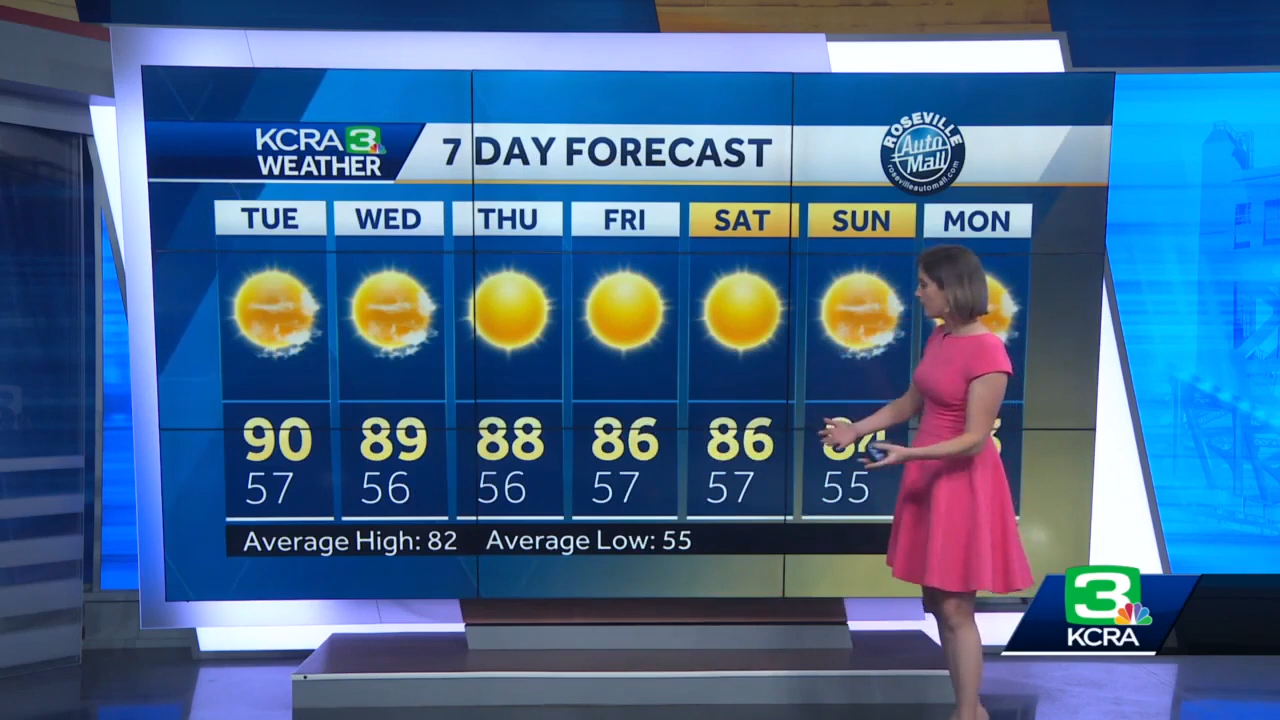 KCRA 3
WEATHER
7 DAY FORECAST
ROSEVILLE
Auto
Mall
rosevilleautomall.com
TUE WED THU FRI SAT SUN MON
90 89 88 86 86
57 56 56 57 57 55
Average High: 82 Average Low: 55
3
KCRA